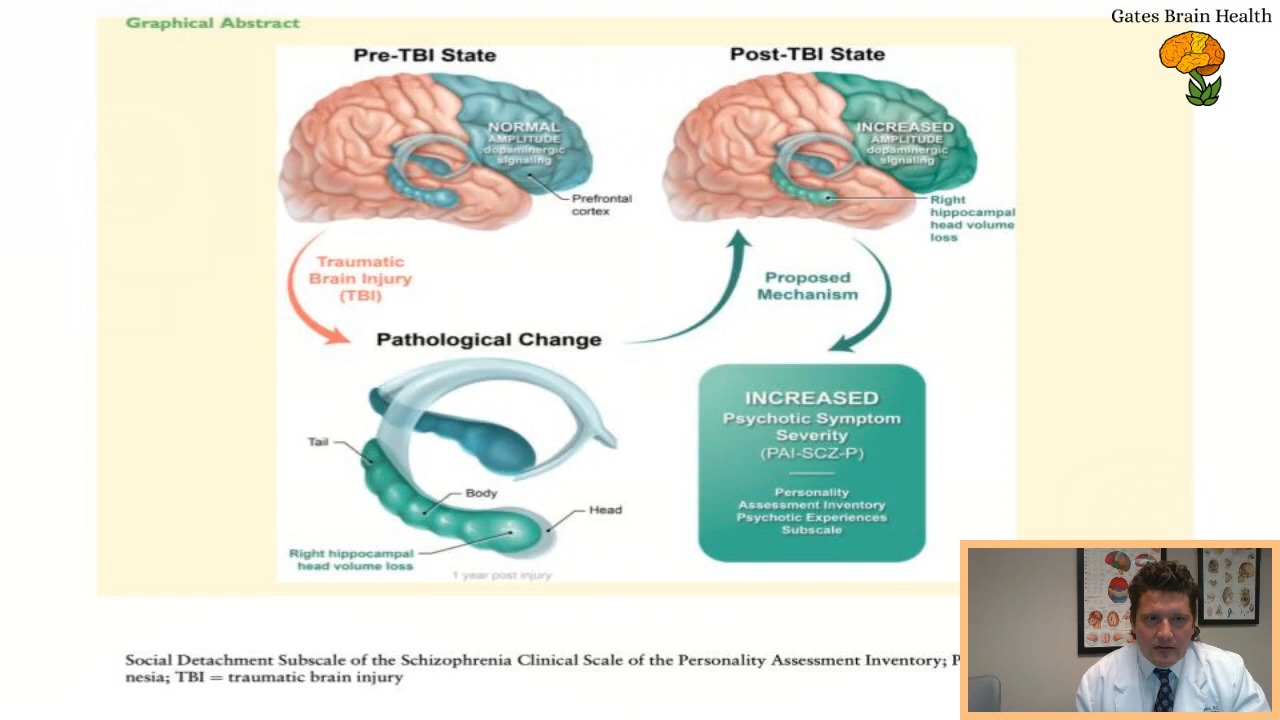 Graphical Abstract
Gates Brain Health
Pre-TBI State
Post-TBI State
NORMAL
AMPLITUDE
dopaminergic
signaling
INCREASED
AMPLITUDE
dopaminergic
signaling
Prefrontal
cortex
Right
hippocampal
head volume
loss
Traumatic
Brain Injury
(TBI)
Proposed
Mechanism
Pathological Change
Tail
Body
Head
Right hippocampal
head volume loss
1 year post injury
INCREASED
Psychotic Symptom
Severity
(PAI-SCZ-P)
Personality
Assessment Inventory
Psychotic Experiences
Subscale
Social Detachment Subscale of the Schizophrenia Clinical Scale of the Personality Assessment Inventory; P
nesia; TBI = traumatic brain injury